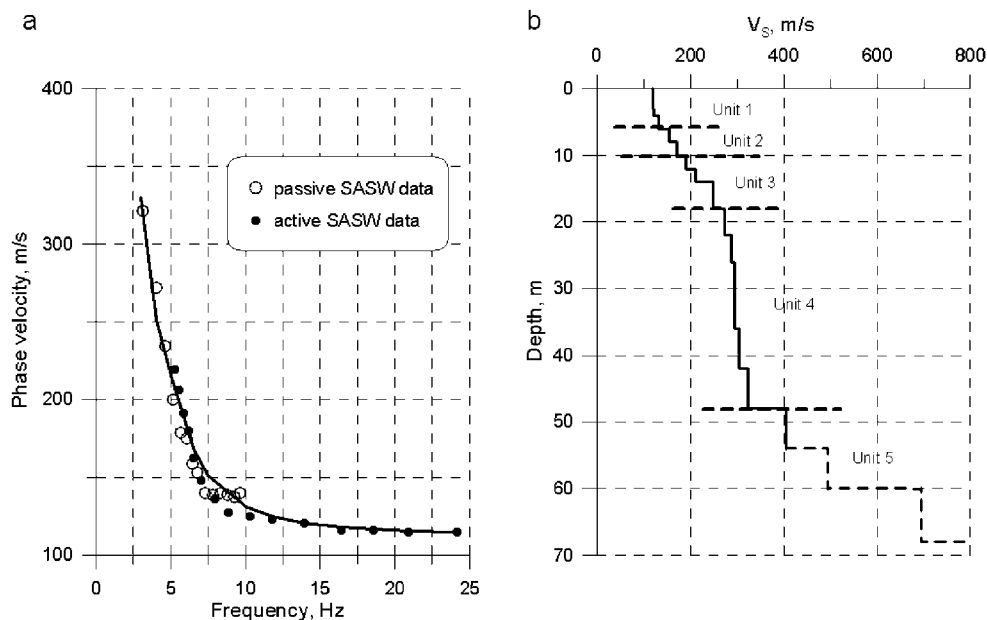 a
400
300
200
100
Phase velocity, m/s
passive SASW data
active SASW data
0 5 10 15 20 25
Frequency, Hz
b
V_S, m/s
0 200 400 600 800
0
10
20
30
40
50
60
70
Depth, m
Unit 1
Unit 2
Unit 3
Unit 4
Unit 5